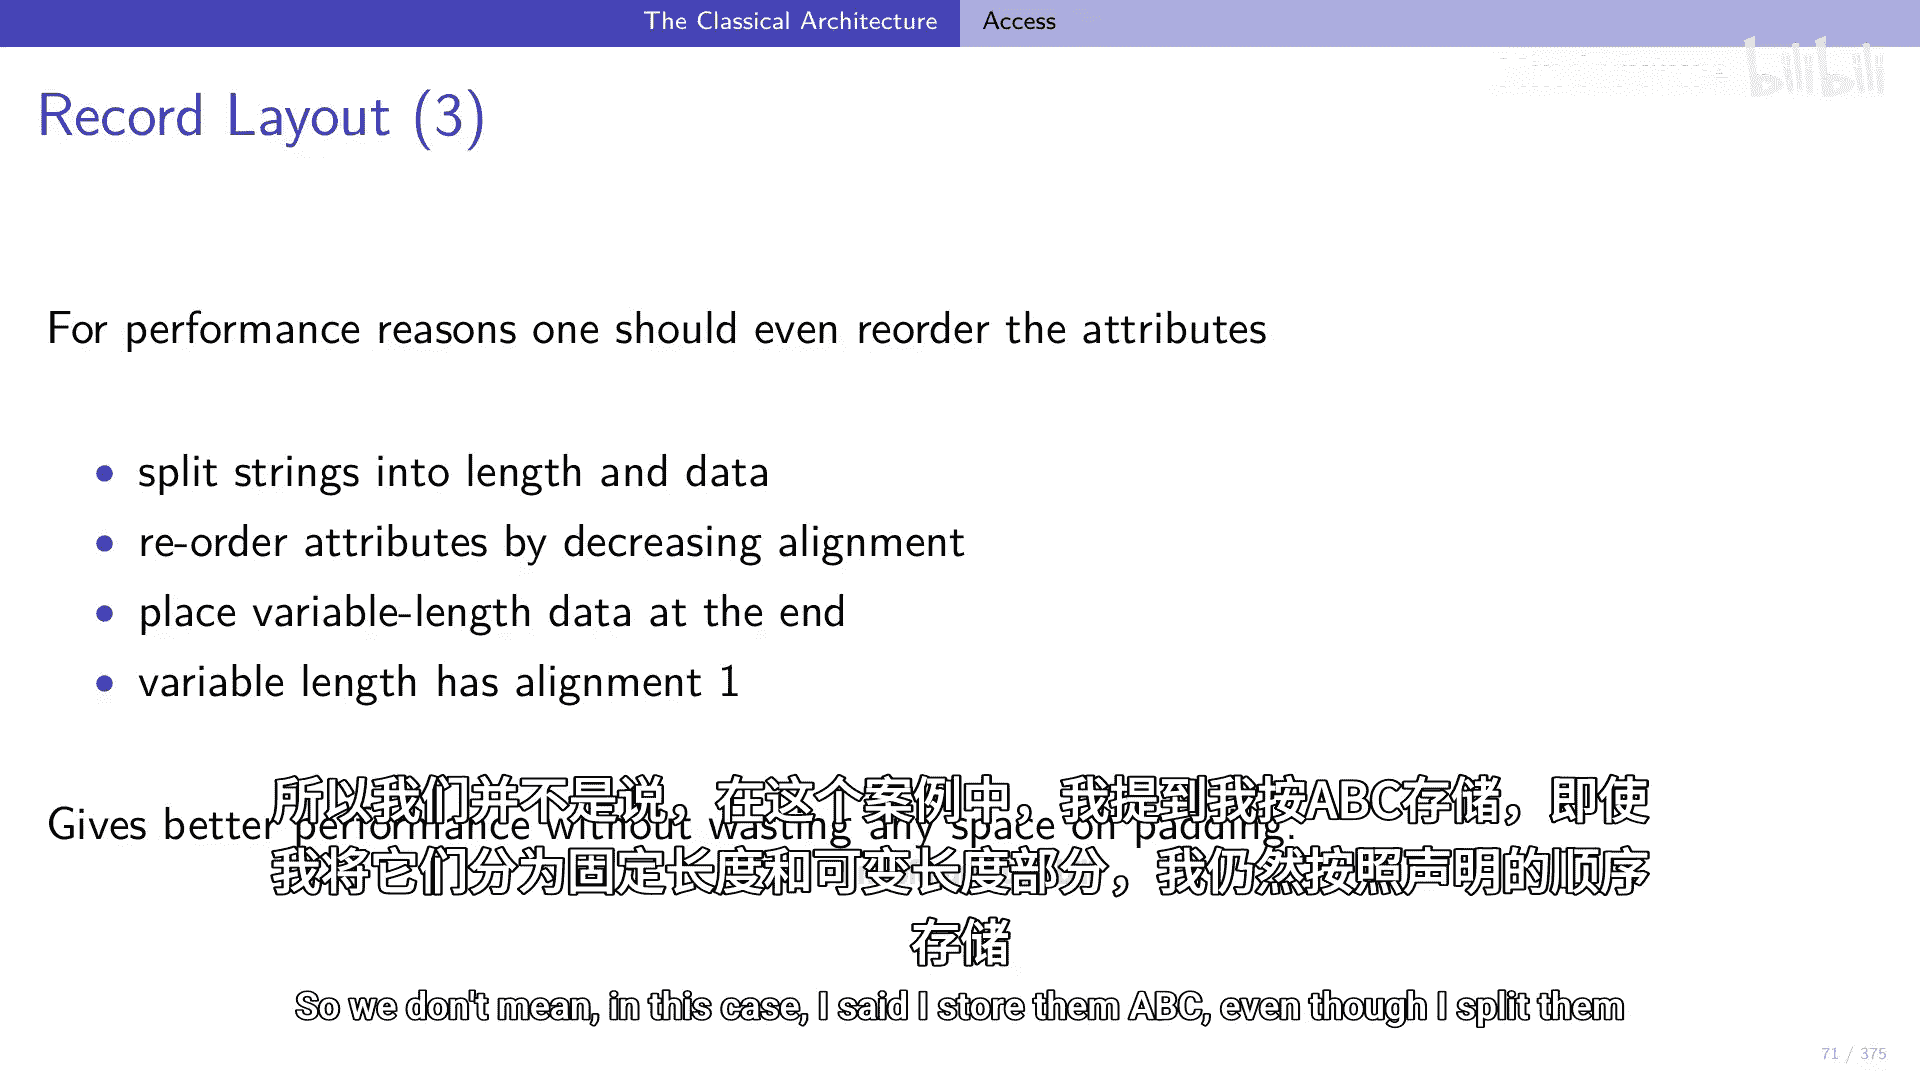 The Classical Architecture
Access
bilibili
Record Layout (3)
For performance reasons one should even reorder the attributes
split strings into length and data
re-order attributes by decreasing alignment
place variable-length data at the end
variable length has alignment 1
Gives better performance without wasting any space on padding.
所以我们并不是说，在这个案例中，我提到我按ABC存储，即使
我将它们分为固定长度和可变长度部分，我仍然按照声明的顺序
存储
So we don't mean, in this case, I said I store them ABC, even though I split them
71 / 375